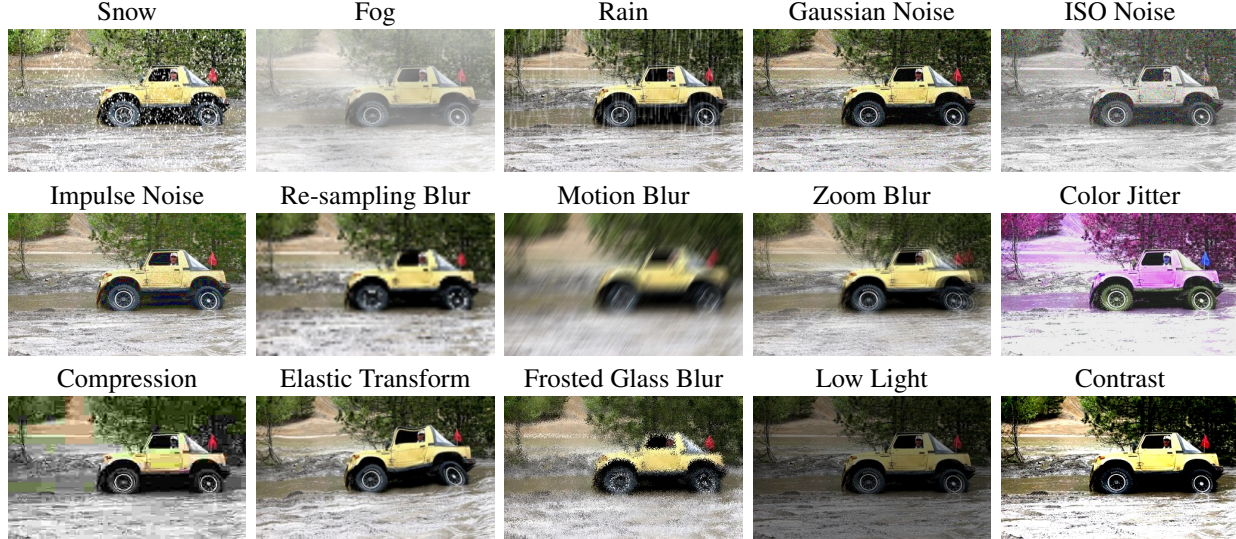 Snow Fog Rain Gaussian Noise ISO Noise
Impulse Noise Re-sampling Blur Motion Blur Zoom Blur Color Jitter
Compression Elastic Transform Frosted Glass Blur Low Light Contrast